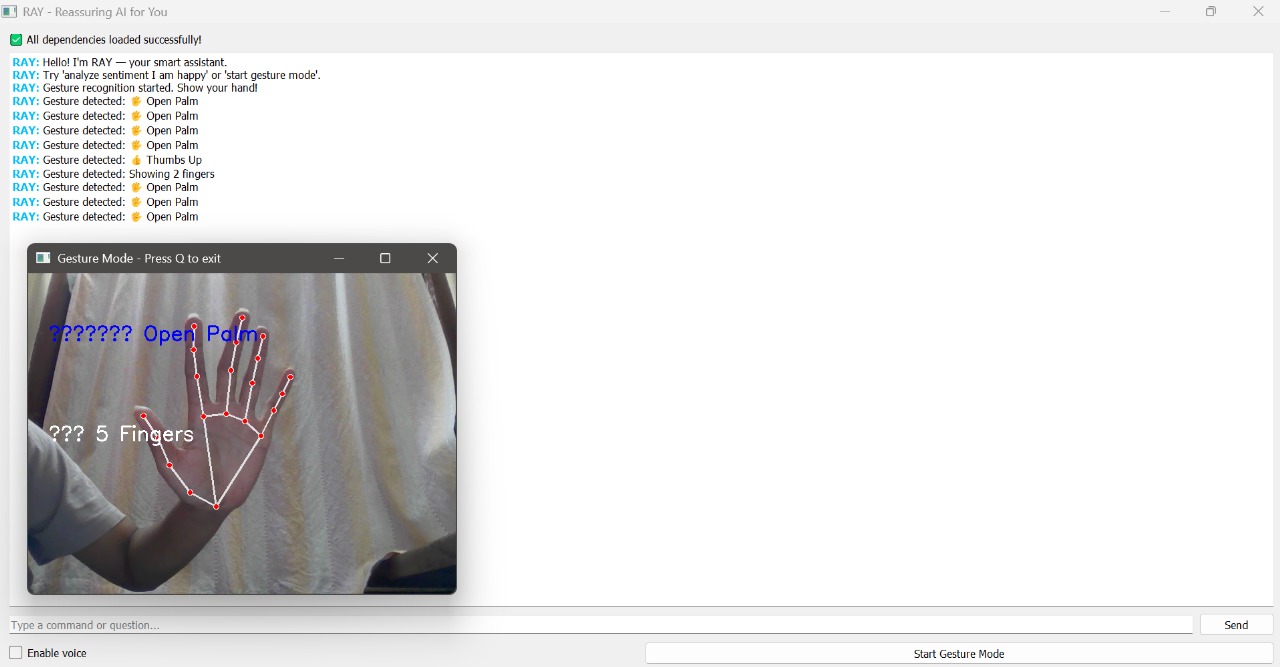 RAY - Reassuring AI for You
✅ All dependencies loaded successfully!
RAY: Hello! I'm RAY — your smart assistant.
RAY: Try 'analyze sentiment I am happy' or 'start gesture mode'.
RAY: Gesture recognition started. Show your hand!
RAY: Gesture detected: 🖐 Open Palm
RAY: Gesture detected: 🖐 Open Palm
RAY: Gesture detected: 🖐 Open Palm
RAY: Gesture detected: 🖐 Open Palm
RAY: Gesture detected: 👍 Thumbs Up
RAY: Gesture detected: Showing 2 fingers
RAY: Gesture detected: 🖐 Open Palm
RAY: Gesture detected: 🖐 Open Palm
RAY: Gesture detected: 🖐 Open Palm
Gesture Mode - Press Q to exit
??????? Open Palm
??? 5 Fingers
Type a command or question...
Send
Enable voice
Start Gesture Mode